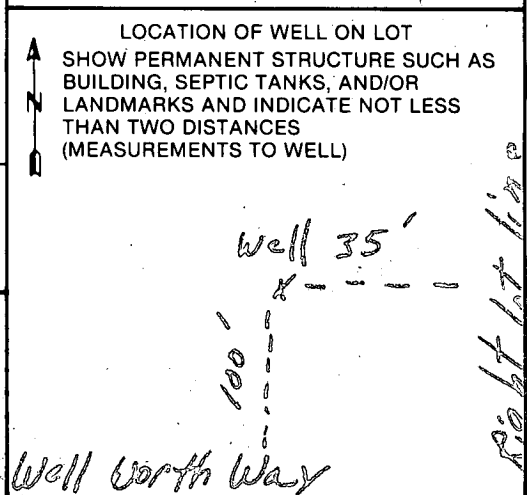 LOCATION OF WELL ON LOT
SHOW PERMANENT STRUCTURE SUCH AS
BUILDING, SEPTIC TANKS, AND/OR
N LANDMARKS AND INDICATE NOT LESS
THAN TWO DISTANCES
(MEASUREMENTS TO WELL)
Well 35'
X
100'
Right lot line
Well Worth Way